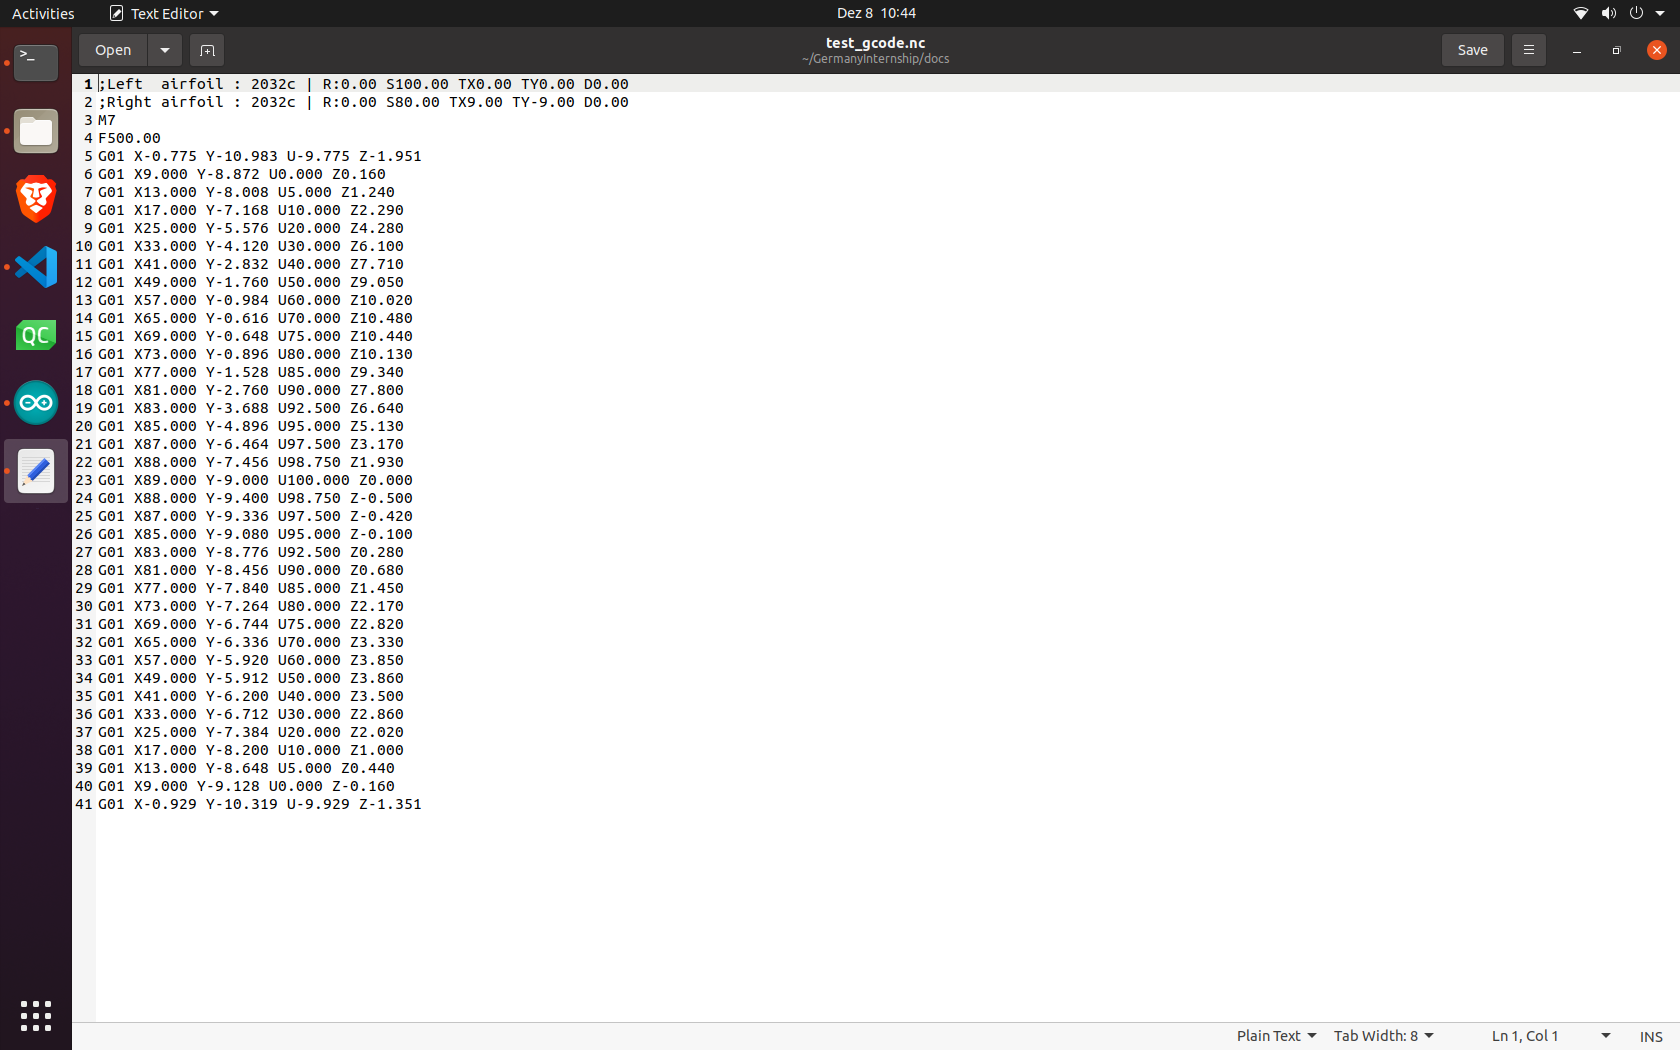 Activities Text Editor Dez 8 10:44
Open test_gcode.nc Save
~/GermanyInternship/docs
1 ;Left  airfoil : 2032c | R:0.00 S100.00 TX0.00 TY0.00 D0.00
2 ;Right airfoil : 2032c | R:0.00 S80.00 TX9.00 TY-9.00 D0.00
3 M7
4 F500.00
5 G01 X-0.775 Y-10.983 U-9.775 Z-1.951
6 G01 X9.000 Y-8.872 U0.000 Z0.160
7 G01 X13.000 Y-8.008 U5.000 Z1.240
8 G01 X17.000 Y-7.168 U10.000 Z2.290
9 G01 X25.000 Y-5.576 U20.000 Z4.280
10 G01 X33.000 Y-4.120 U30.000 Z6.100
11 G01 X41.000 Y-2.832 U40.000 Z7.710
12 G01 X49.000 Y-1.760 U50.000 Z9.050
13 G01 X57.000 Y-0.984 U60.000 Z10.020
14 G01 X65.000 Y-0.616 U70.000 Z10.480
15 G01 X69.000 Y-0.648 U75.000 Z10.440
16 G01 X73.000 Y-0.896 U80.000 Z10.130
17 G01 X77.000 Y-1.528 U85.000 Z9.340
18 G01 X81.000 Y-2.760 U90.000 Z7.800
19 G01 X83.000 Y-3.688 U92.500 Z6.640
20 G01 X85.000 Y-4.896 U95.000 Z5.130
21 G01 X87.000 Y-6.464 U97.500 Z3.170
22 G01 X88.000 Y-7.456 U98.750 Z1.930
23 G01 X89.000 Y-9.000 U100.000 Z0.000
24 G01 X88.000 Y-9.400 U98.750 Z-0.500
25 G01 X87.000 Y-9.336 U97.500 Z-0.420
26 G01 X85.000 Y-9.080 U95.000 Z-0.100
27 G01 X83.000 Y-8.776 U92.500 Z0.280
28 G01 X81.000 Y-8.456 U90.000 Z0.680
29 G01 X77.000 Y-7.840 U85.000 Z1.450
30 G01 X73.000 Y-7.264 U80.000 Z2.170
31 G01 X69.000 Y-6.744 U75.000 Z2.820
32 G01 X65.000 Y-6.336 U70.000 Z3.330
33 G01 X57.000 Y-5.920 U60.000 Z3.850
34 G01 X49.000 Y-5.912 U50.000 Z3.860
35 G01 X41.000 Y-6.200 U40.000 Z3.500
36 G01 X33.000 Y-6.712 U30.000 Z2.860
37 G01 X25.000 Y-7.384 U20.000 Z2.020
38 G01 X17.000 Y-8.200 U10.000 Z1.000
39 G01 X13.000 Y-8.648 U5.000 Z0.440
40 G01 X9.000 Y-9.128 U0.000 Z-0.160
41 G01 X-0.929 Y-10.319 U-9.929 Z-1.351
QC
Plain Text Tab Width: 8 Ln 1, Col 1 INS